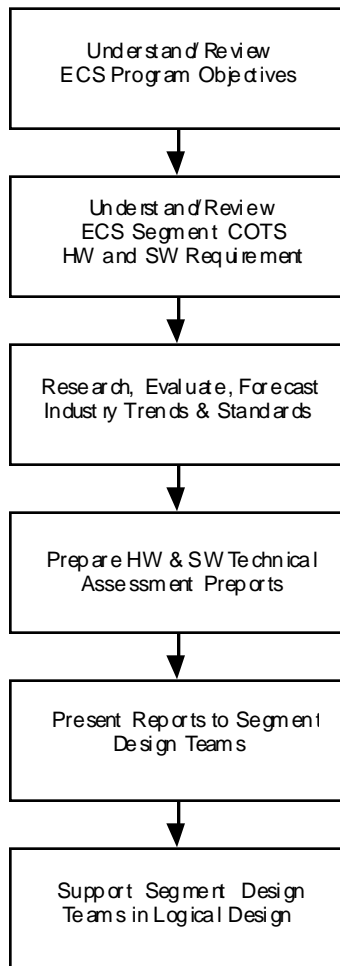 Understand/Review
ECS Program Objectives
Understand/Review
ECS Segment COTS
HW and SW Requirement
Research, Evaluate, Forecast
Industry Trends & Standards
Prepare HW & SW Technical
Assessment Preports
Present Reports to Segment
Design Teams
Support Segment Design
Teams in Logical Design